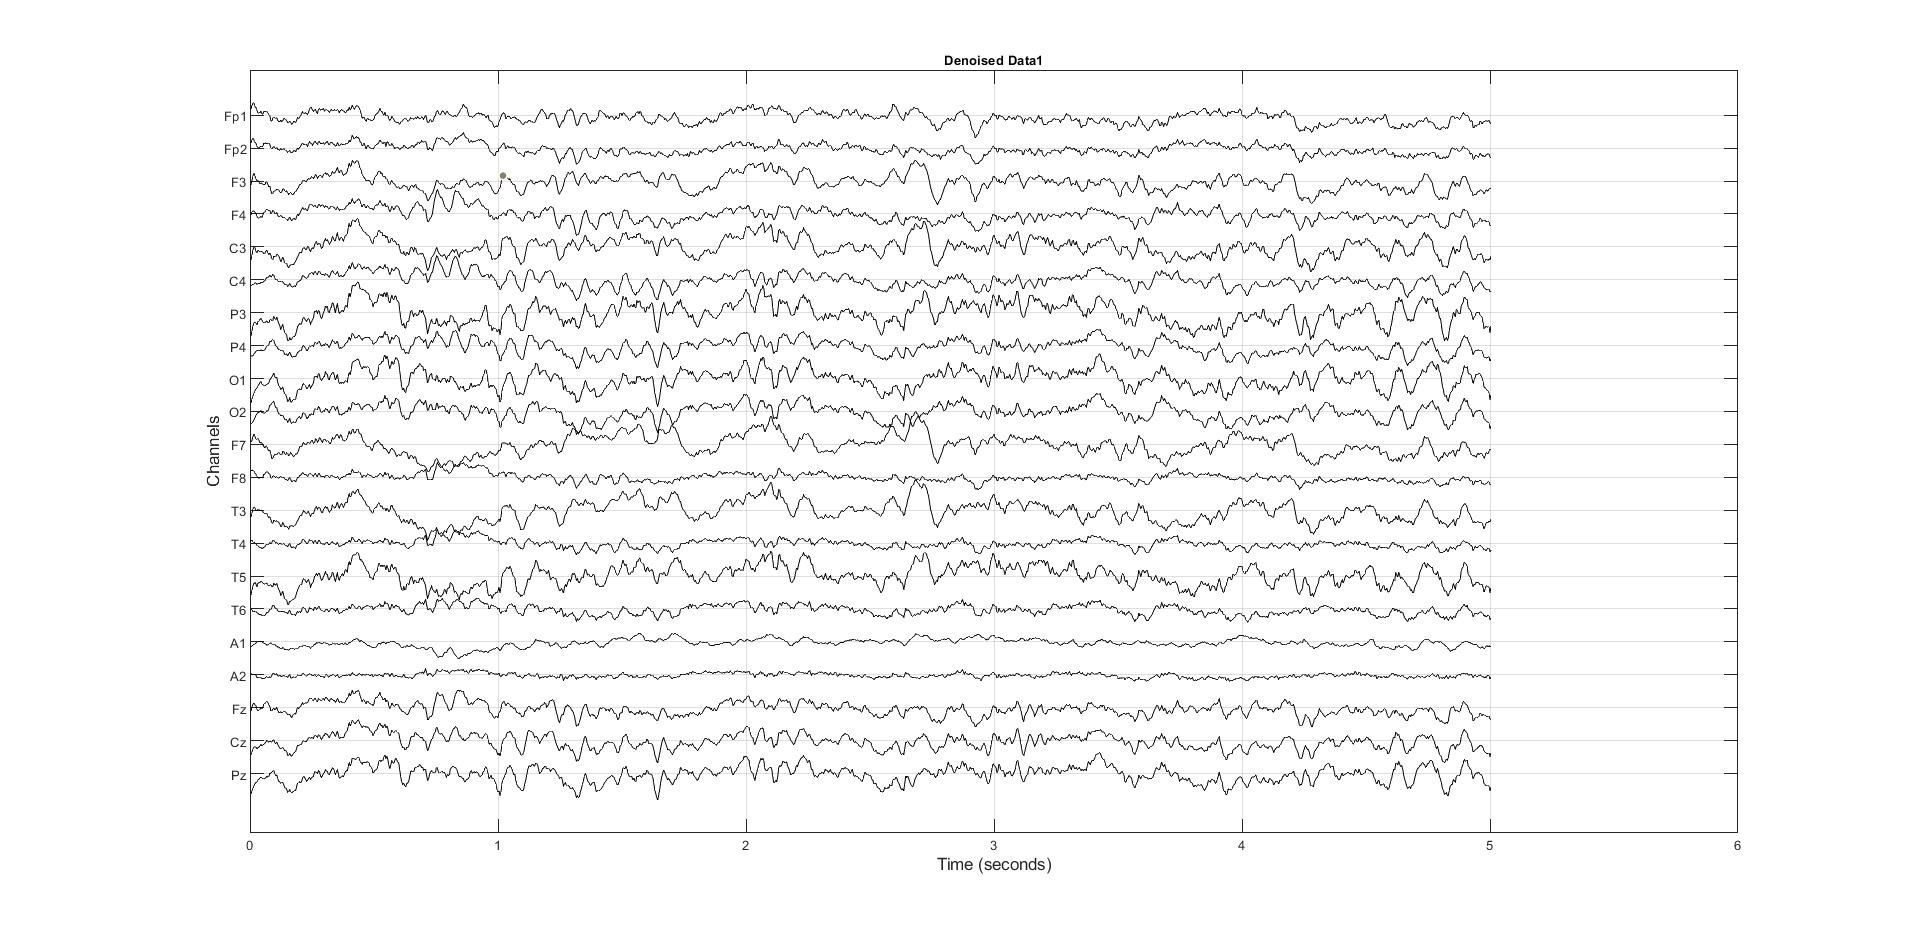 Denoised Data1
Channels
Fp1
Fp2
F3
F4
C3
C4
P3
P4
O1
O2
F7
F8
T3
T4
T5
T6
A1
A2
Fz
Cz
Pz
0 1 2 3 4 5 6
Time (seconds)